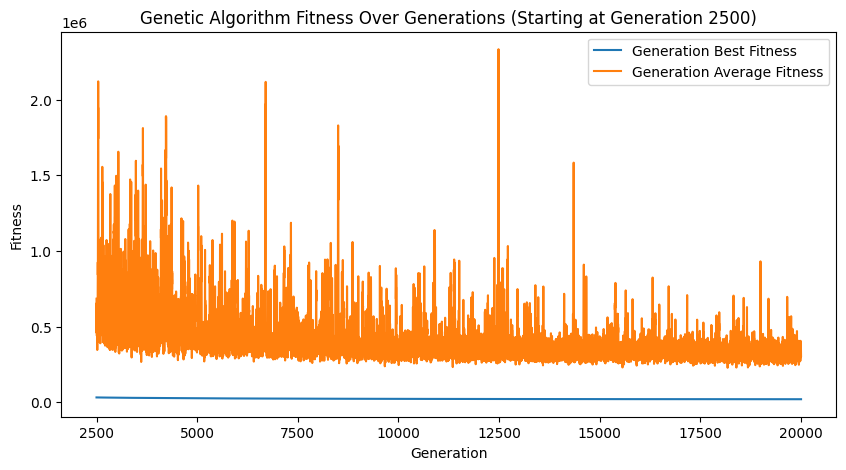 Genetic Algorithm Fitness Over Generations (Starting at Generation 2500)
1e6
Generation Best Fitness
Generation Average Fitness
2.0
1.5
1.0
0.5
0.0
Fitness
2500 5000 7500 10000 12500 15000 17500 20000
Generation